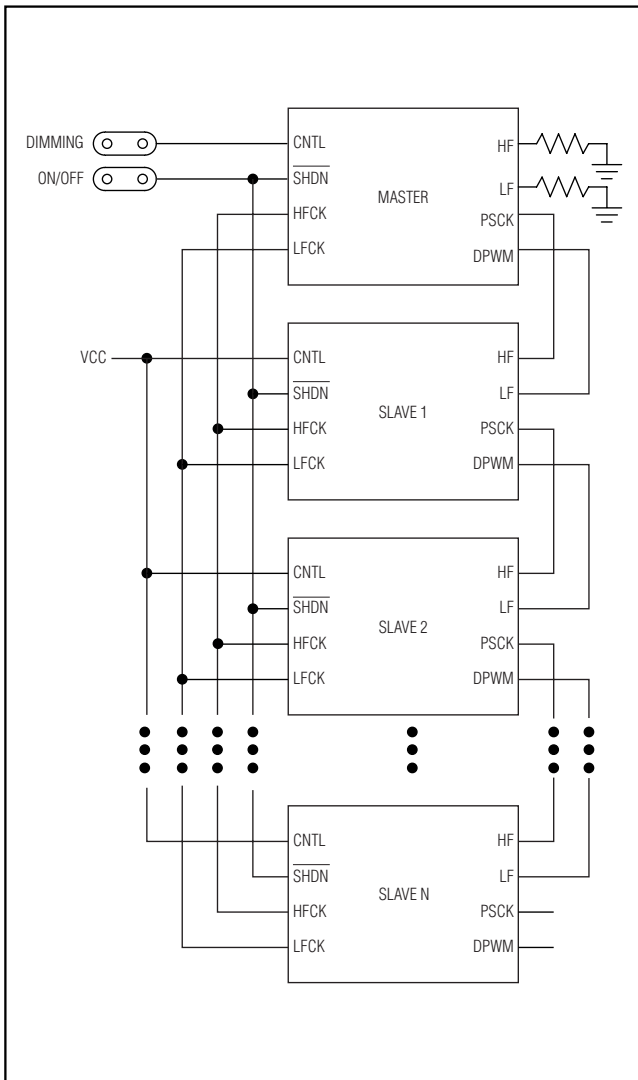 DIMMING
ON/OFF
CNTL
SHDN
HFCK
LFCK
MASTER
HF
LF
PSCK
DPWM
VCC
CNTL
SHDN
HFCK
LFCK
SLAVE 1
HF
LF
PSCK
DPWM
CNTL
SHDN
HFCK
LFCK
SLAVE 2
HF
LF
PSCK
DPWM
CNTL
SHDN
HFCK
LFCK
SLAVE N
HF
LF
PSCK
DPWM